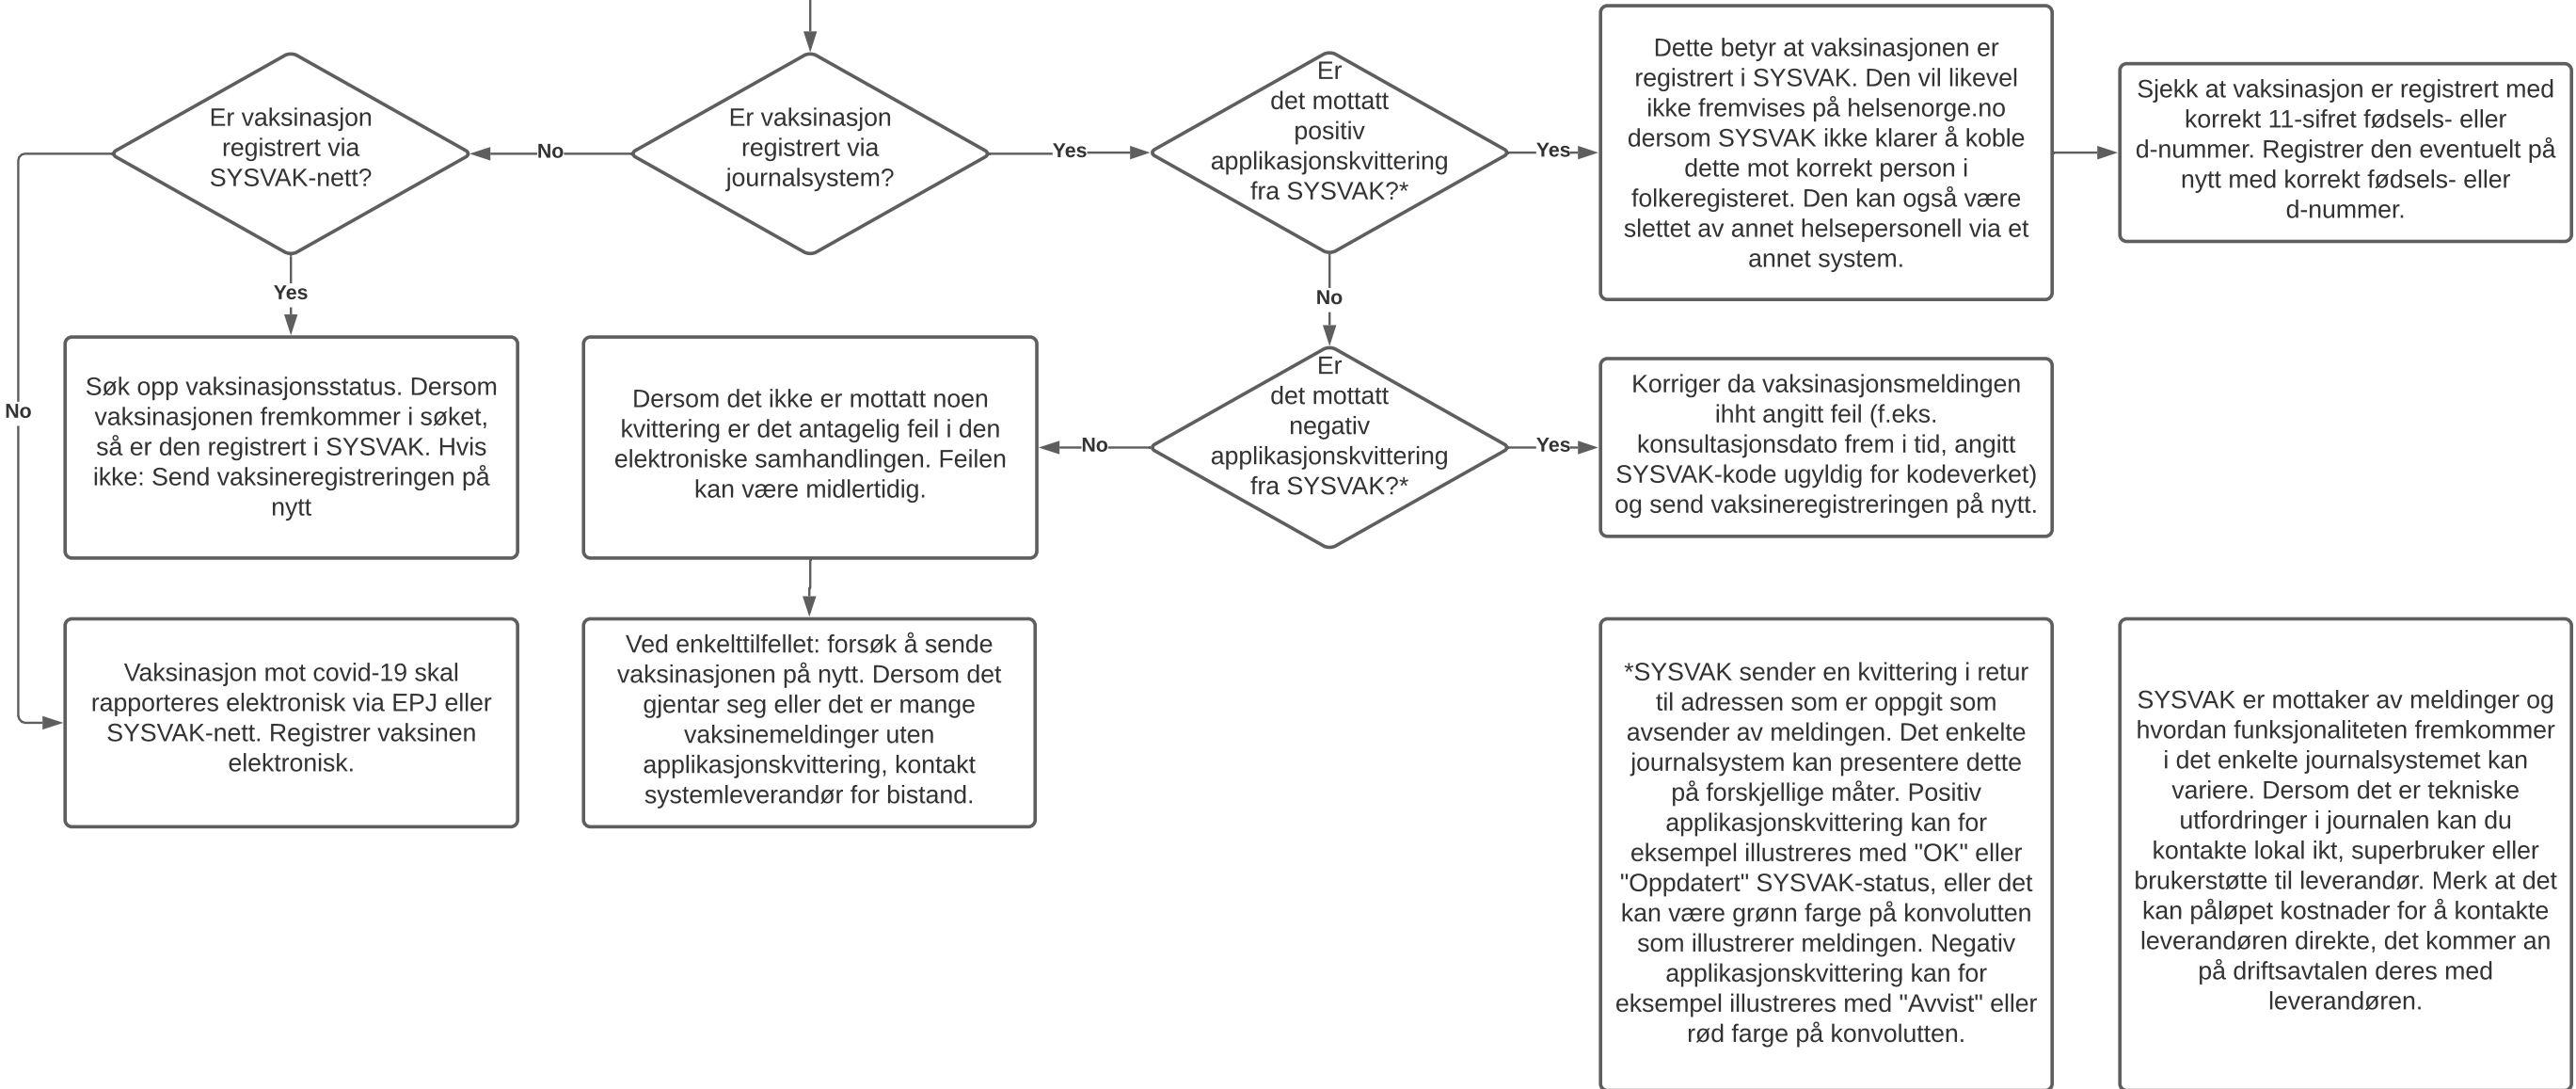 Er vaksinasjon
registrert via
SYSVAK-nett?
No
Er vaksinasjon
registrert via
journalsystem?
Yes
Er
det mottatt
positiv
applikasjonskvittering
fra SYSVAK?*
Yes
Dette betyr at vaksinasjonen er
registrert i SYSVAK. Den vil likevel
ikke fremvises på helsenorge.no
dersom SYSVAK ikke klarer å koble
dette mot korrekt person i
folkeregisteret. Den kan også være
slettet av annet helsepersonell via et
annet system.
Sjekk at vaksinasjon er registrert med
korrekt 11-sifret fødsels- eller
d-nummer. Registrer den eventuelt på
nytt med korrekt fødsels- eller
d-nummer.
Yes
No
No
Søk opp vaksinasjonsstatus. Dersom
vaksinasjonen fremkommer i søket,
så er den registrert i SYSVAK. Hvis
ikke: Send vaksineregistreringen på
nytt
Dersom det ikke er mottatt noen
kvittering er det antagelig feil i den
elektroniske samhandlingen. Feilen
kan være midlertidig.
No
Er
det mottatt
negativ
applikasjonskvittering
fra SYSVAK?*
Yes
Korriger da vaksinasjonsmeldingen
ihht angitt feil (f.eks.
konsultasjonsdato frem i tid, angitt
SYSVAK-kode ugyldig for kodeverket)
og send vaksineregistreringen på nytt.
Vaksinasjon mot covid-19 skal
rapporteres elektronisk via EPJ eller
SYSVAK-nett. Registrer vaksinen
elektronisk.
Ved enkelttilfellet: forsøk å sende
vaksinasjonen på nytt. Dersom det
gjentar seg eller det er mange
vaksinemeldinger uten
applikasjonskvittering, kontakt
systemleverandør for bistand.
*SYSVAK sender en kvittering i retur
til adressen som er oppgit som
avsender av meldingen. Det enkelte
journalsystem kan presentere dette
på forskjellige måter. Positiv
applikasjonskvittering kan for
eksempel illustreres med "OK" eller
"Oppdatert" SYSVAK-status, eller det
kan være grønn farge på konvolutten
som illustrerer meldingen. Negativ
applikasjonskvittering kan for
eksempel illustreres med "Avvist" eller
rød farge på konvolutten.
SYSVAK er mottaker av meldinger og
hvordan funksjonaliteten fremkommer
i det enkelte journalsystemet kan
variere. Dersom det er tekniske
utfordringer i journalen kan du
kontakte lokal ikt, superbruker eller
brukerstøtte til leverandør. Merk at det
kan påløpet kostnader for å kontakte
leverandøren direkte, det kommer an
på driftsavtalen deres med
leverandøren.